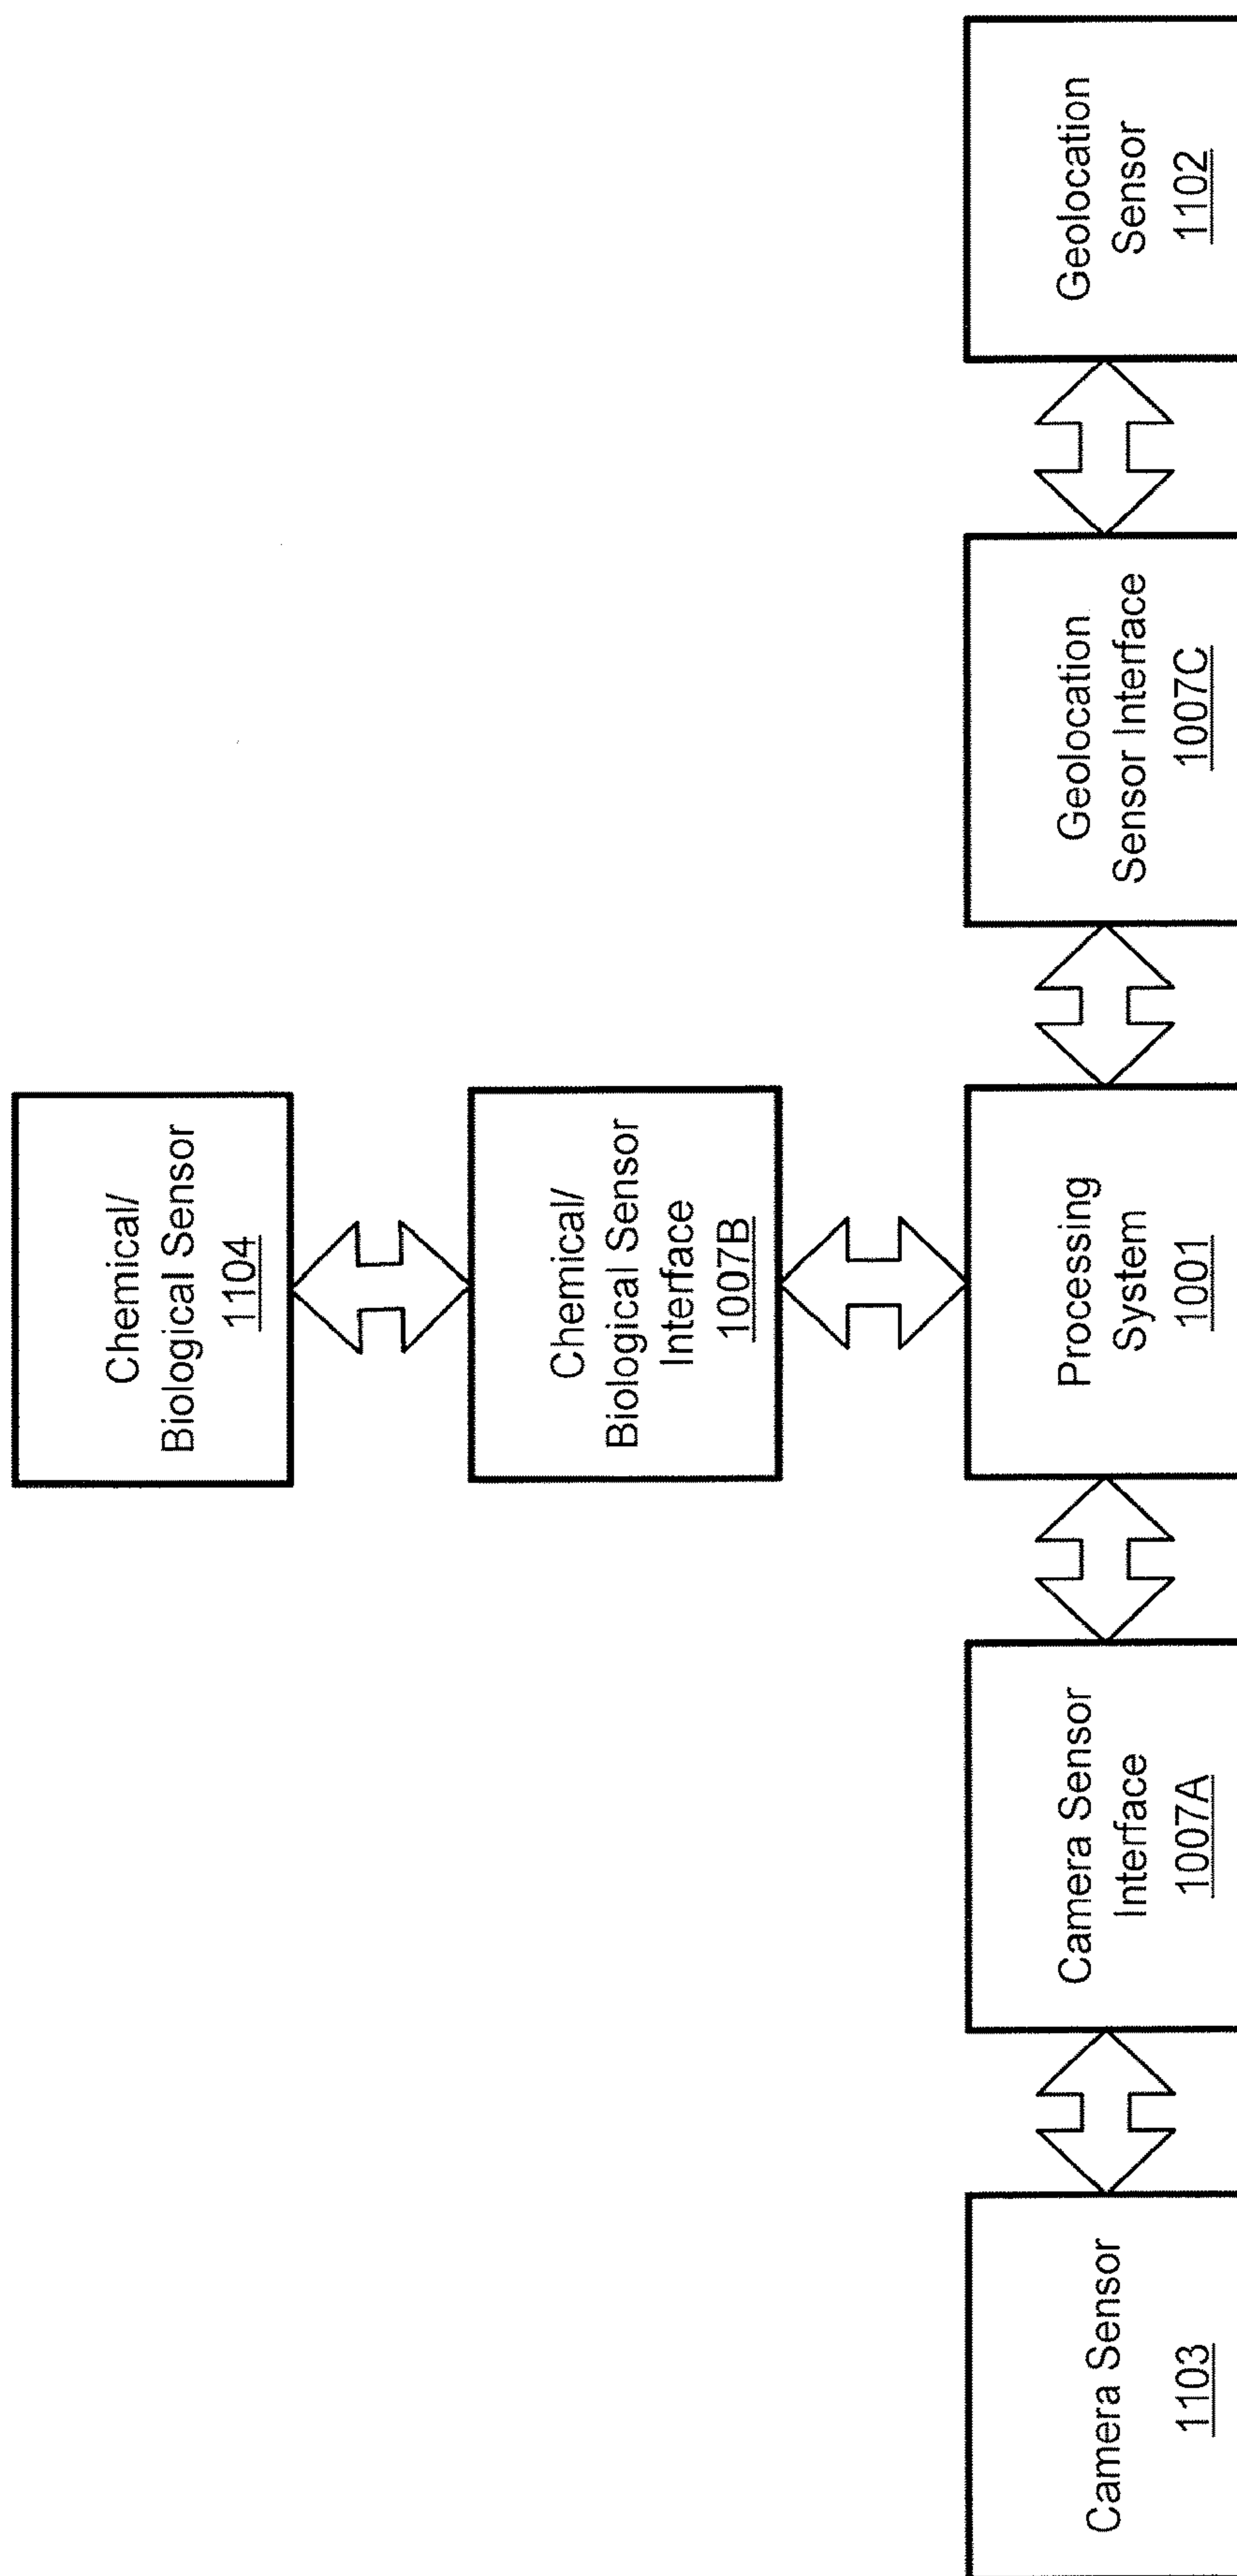 Chemical/
Biological Sensor
1104
Chemical/
Biological Sensor
Interface
1007B
Camera Sensor
1103
Camera Sensor
Interface
1007A
Processing
System
1001
Geolocation
Sensor Interface
1007C
Geolocation
Sensor
1102